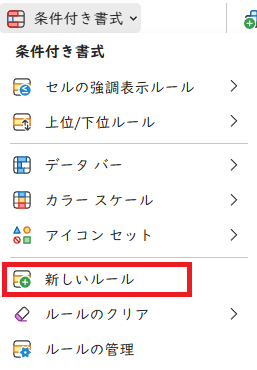 条件付き書式
条件付き書式
セルの強調表示ルール
上位/下位ルール
データ バー
カラー スケール
アイコン セット
新しいルール
ルールのクリア
ルールの管理